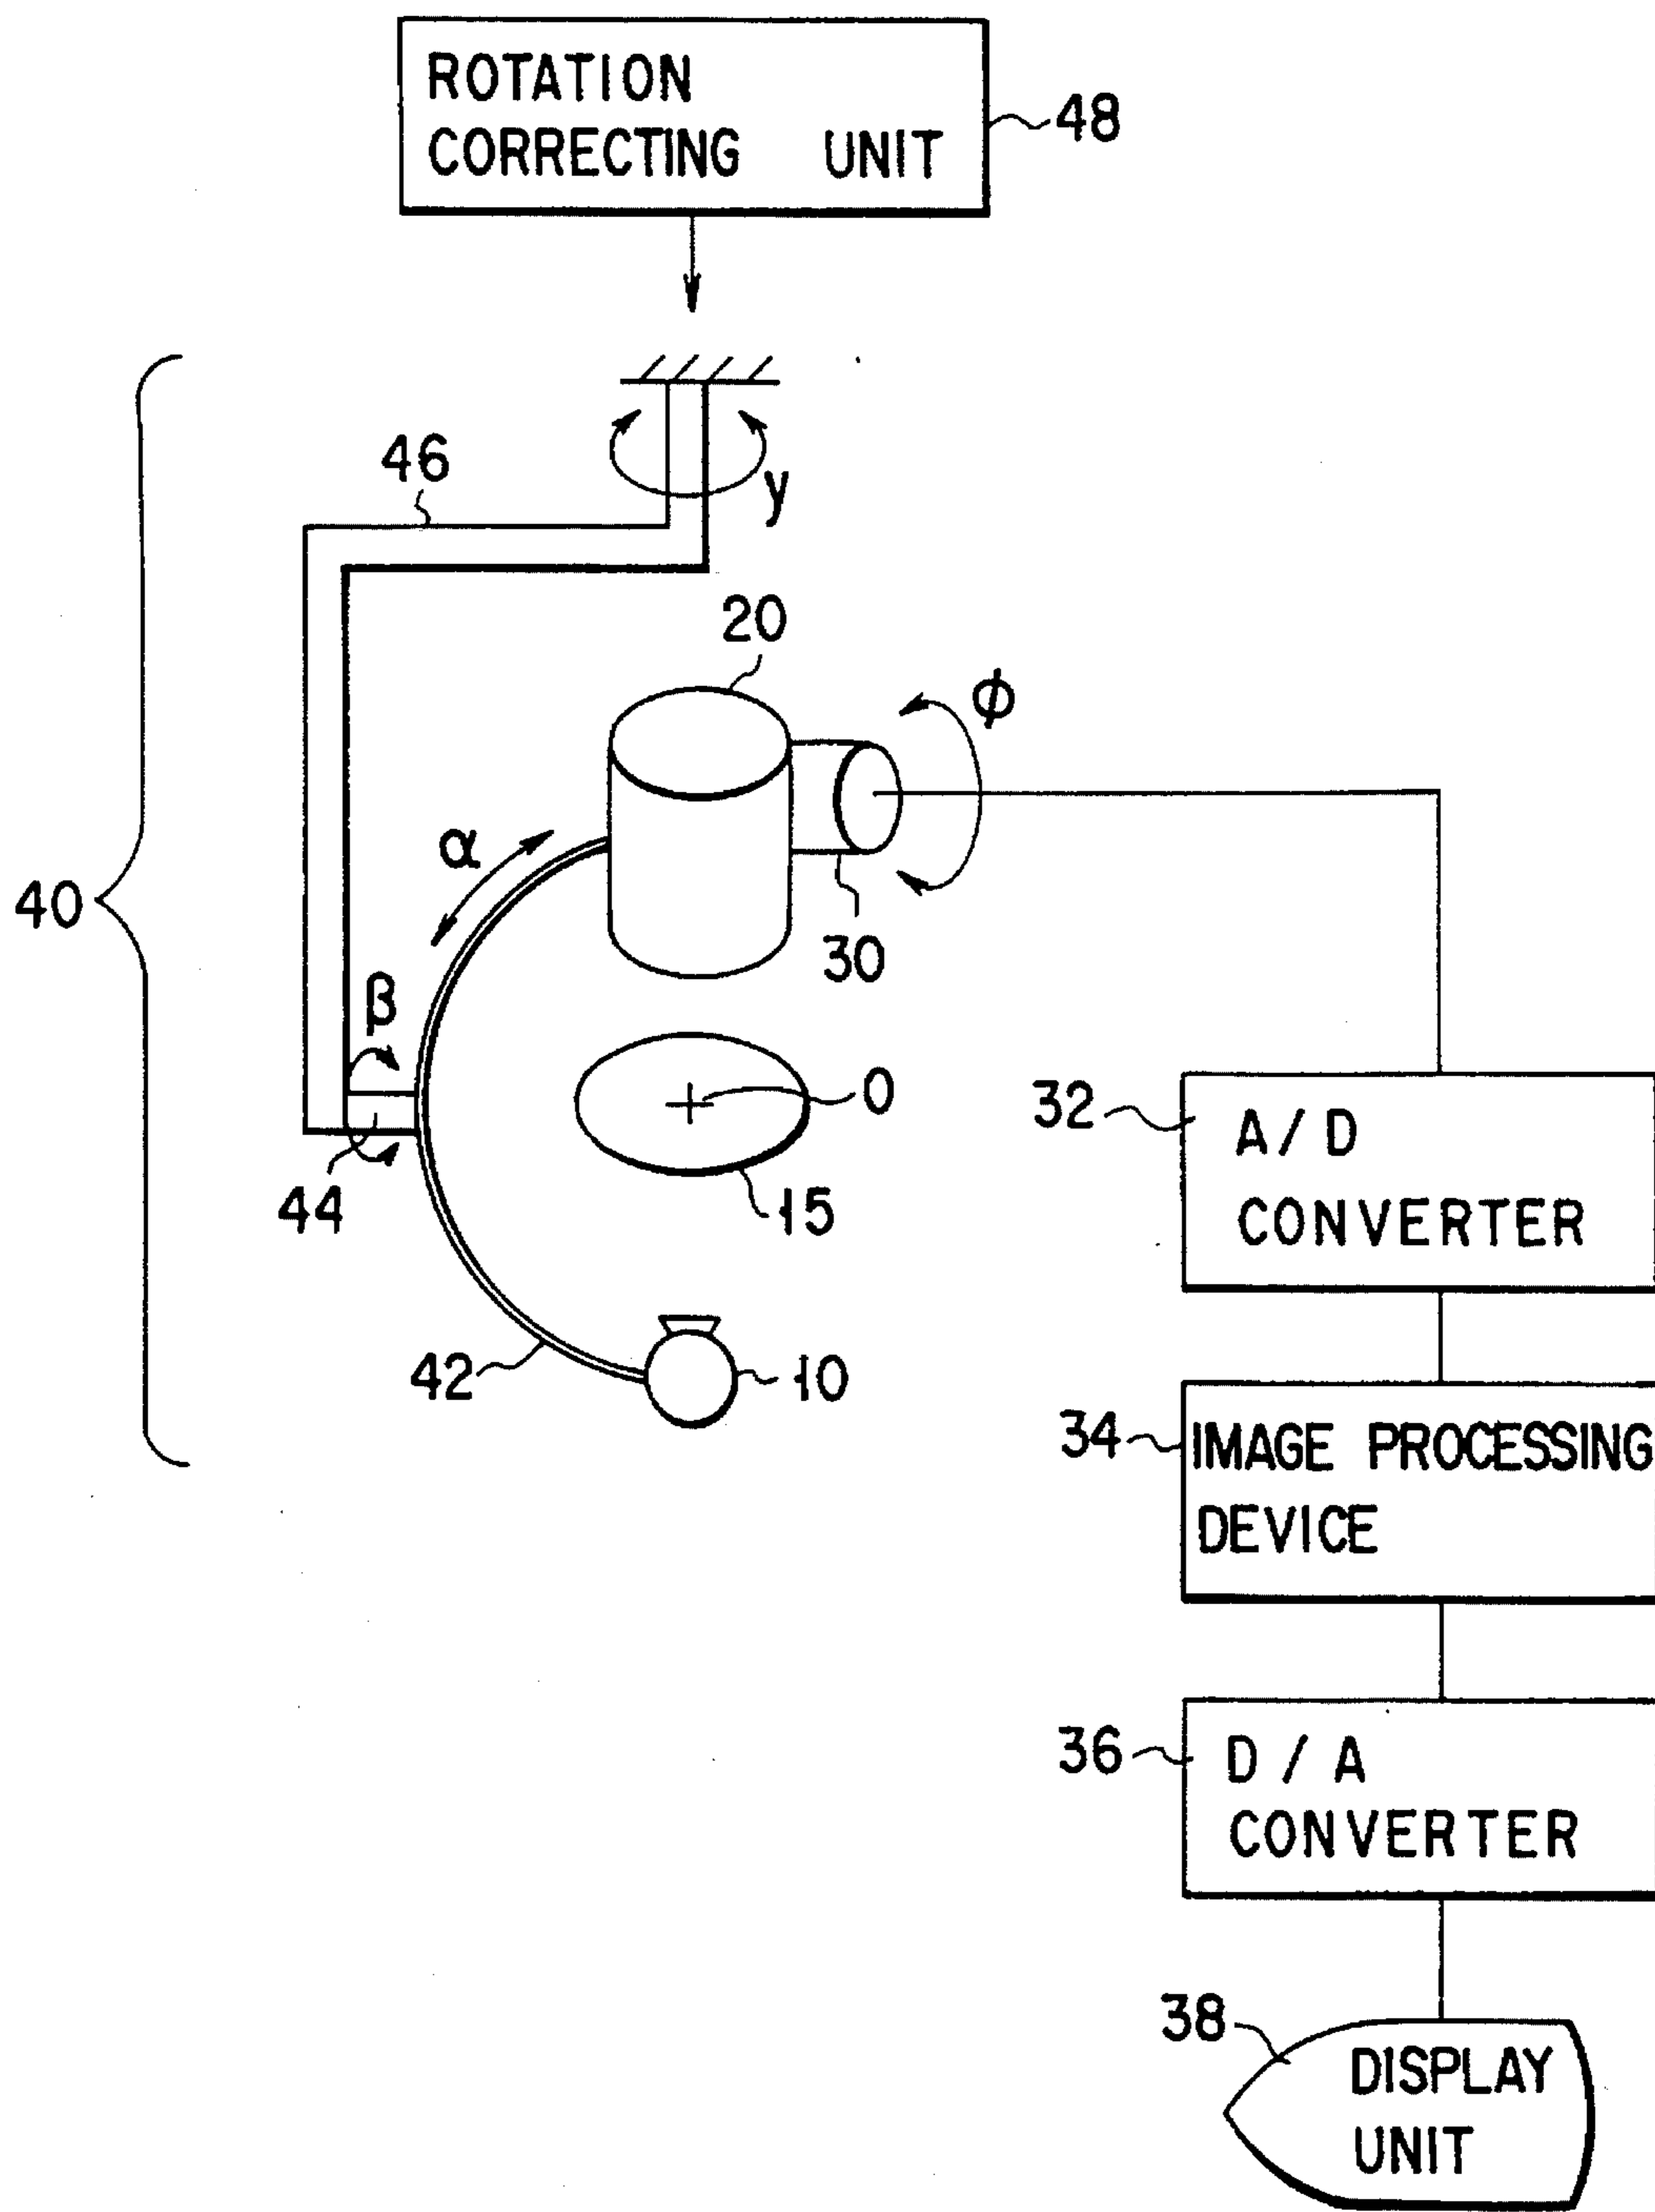 ROTATION
CORRECTING UNIT
48
46
y
20
ϕ
α
40
30
β
0
32
A/D
CONVERTER
44
15
42
10
34
IMAGE PROCESSING
DEVICE
36
D/A
CONVERTER
38
DISPLAY
UNIT